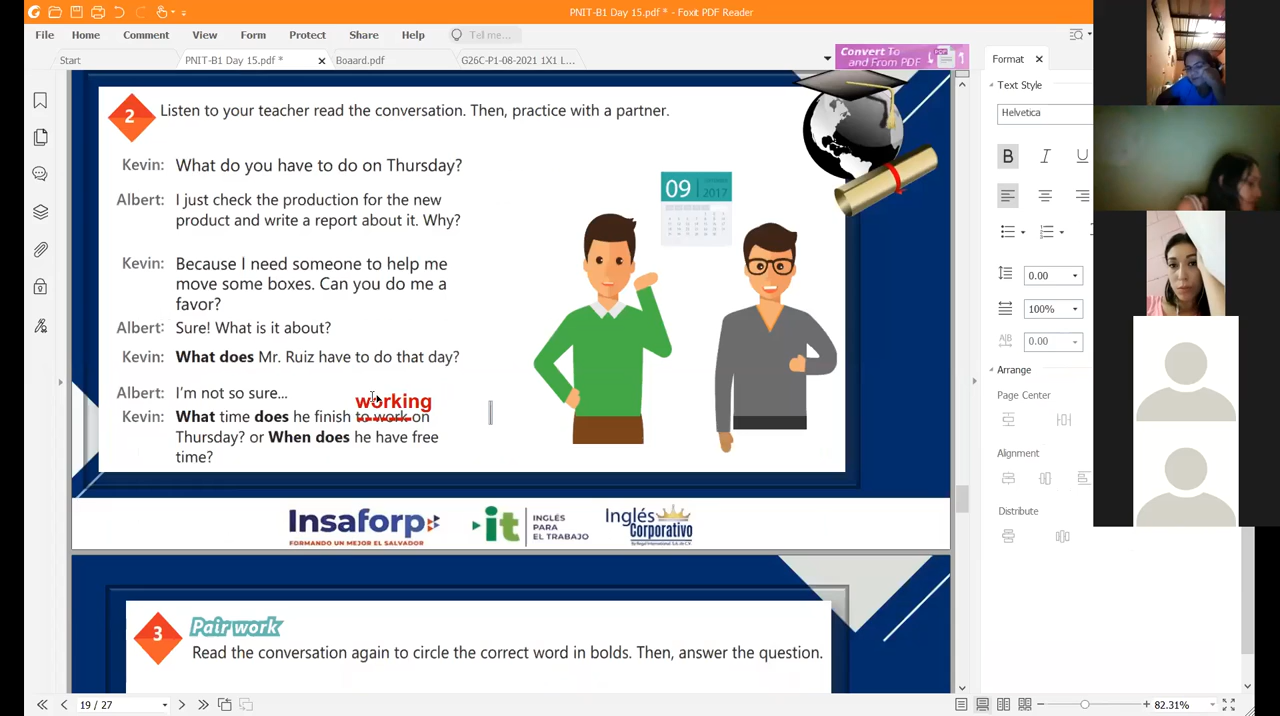 PNIT-B1 Day 15.pdf * - Foxit PDF Reader
File Home Comment View Form Protect Share Help Tell me...
Start PNIT-B1 Day 15.pdf * Boaard.pdf G26C-P1-08-2021 1X1 L...
Convert To
and From PDF
PDF
Format
Text Style
Helvetica
B I U
0.00
100%
0.00
Arrange
Page Center
Alignment
Distribute
2 Listen to your teacher read the conversation. Then, practice with a partner.
Kevin: What do you have to do on Thursday?
Albert: I just check the production for the new
product and write a report about it. Why?
Kevin: Because I need someone to help me
move some boxes. Can you do me a
favor?
Albert: Sure! What is it about?
Kevin: What does Mr. Ruiz have to do that day?
Albert: I'm not so sure...
working
Kevin: What time does he finish to work on
Thursday? or When does he have free
time?
09
2017
Insaforp
FORMANDO UN MEJOR EL SALVADOR
it
INGLÉS
PARA
EL TRABAJO
Inglés
Corporativo
3 Pair work
Read the conversation again to circle the correct word in bolds. Then, answer the question.
19 / 27
82.31%